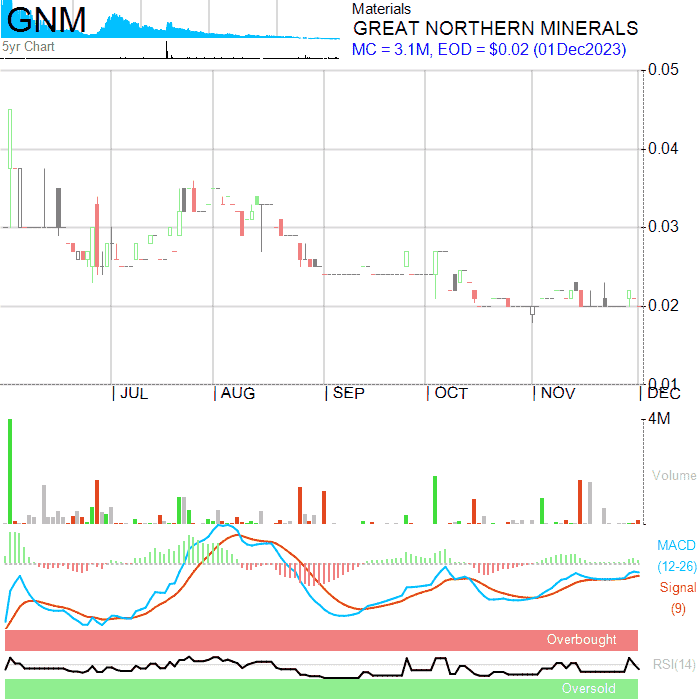 GNM
5yr Chart
Materials
GREAT NORTHERN MINERALS
MC = 3.1M, EOD = $0.02 (01Dec2023)
0.05
0.04
0.03
0.02
0.01
JUL AUG SEP OCT NOV DEC
4M
Volume
MACD
(12-26)
Signal
(9)
Overbought
RSI(14)
Oversold